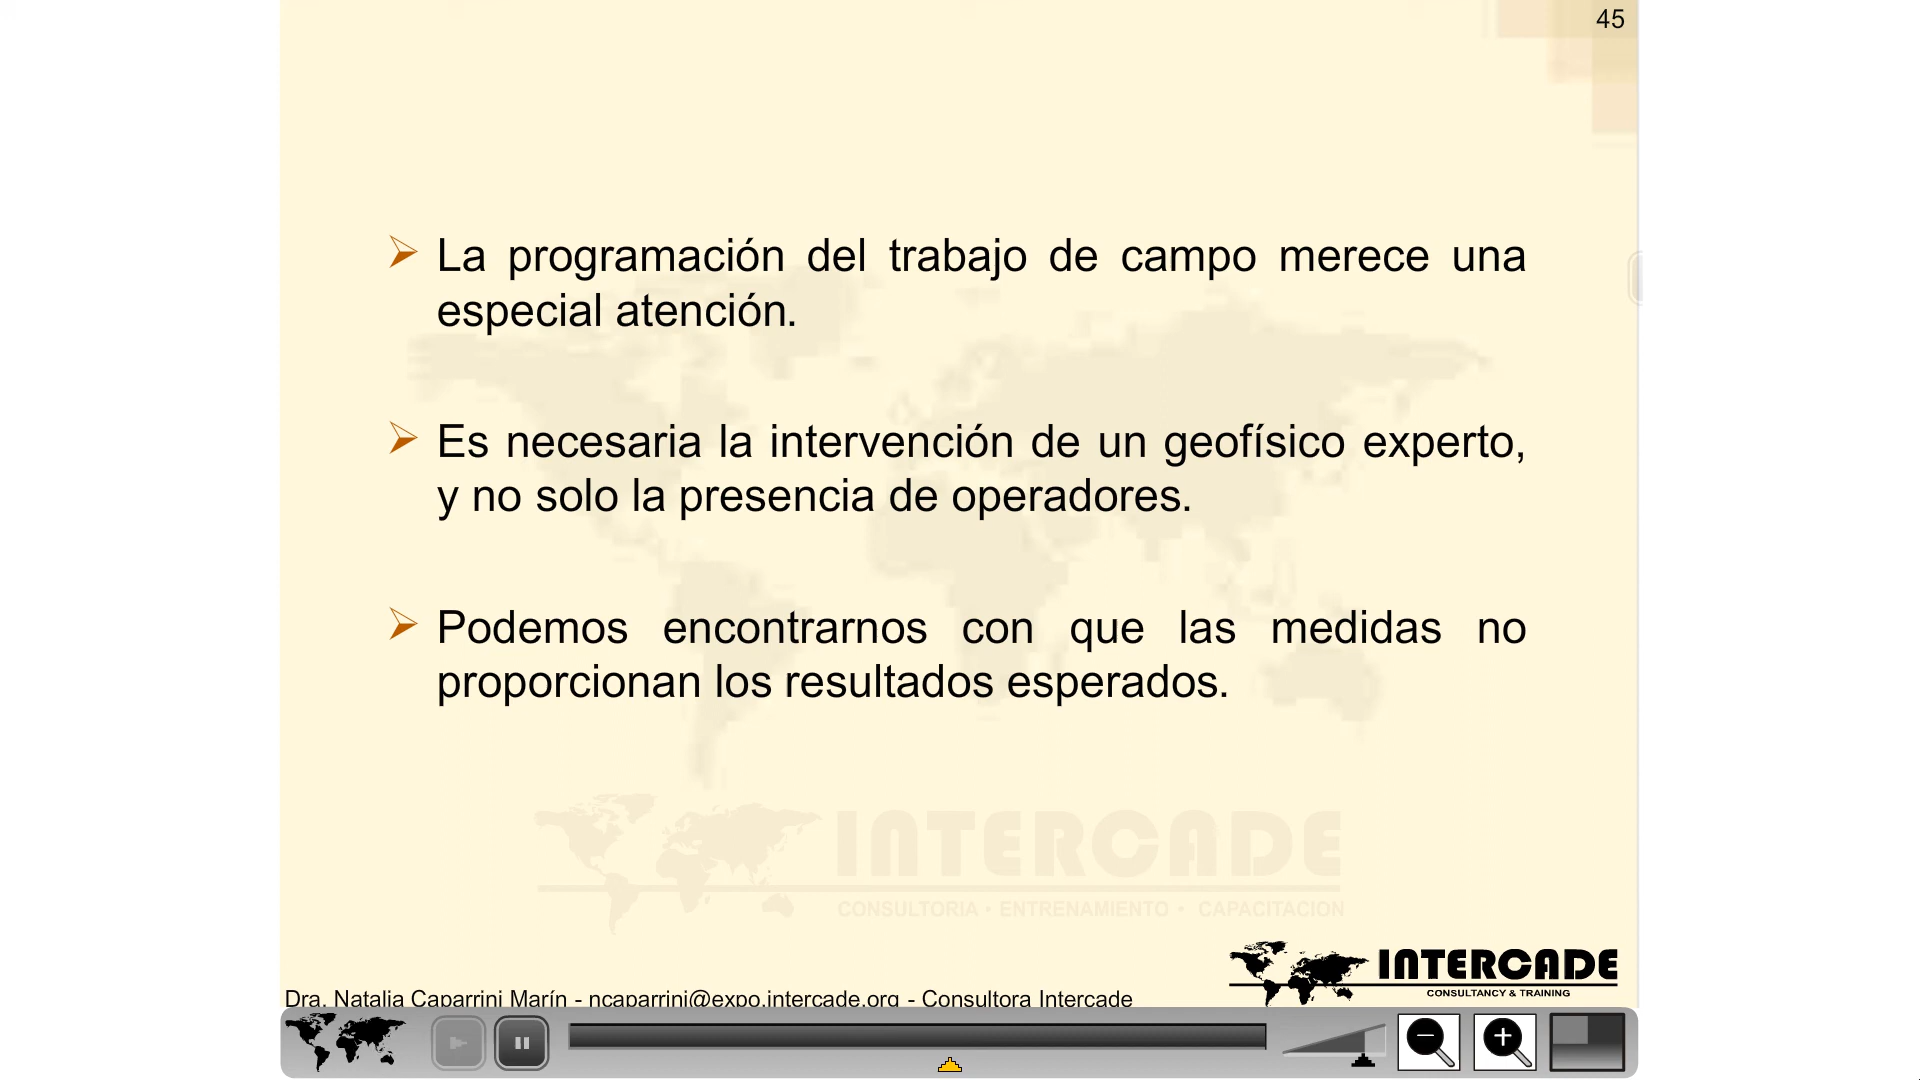 45
La programación del trabajo de campo merece una
especial atención.
Es necesaria la intervención de un geofísico experto,
y no solo la presencia de operadores.
Podemos encontrarnos con que las medidas no
proporcionan los resultados esperados.
INTERCADE
CONSULTORIA • ENTRENAMIENTO • CAPACITACION
INTERCADE
CONSULTANCY & TRAINING
Dra. Natalia Caparrini Marín - ncaparrini@expo.intercade.org - Consultora Intercade